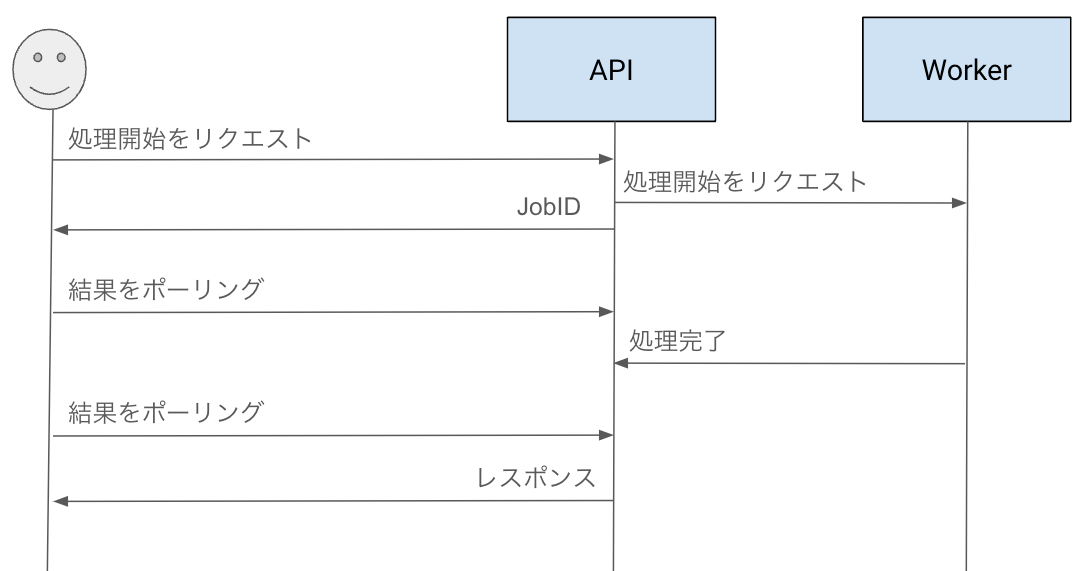 API
Worker
処理開始をリクエスト
処理開始をリクエスト
JobID
結果をポーリング
処理完了
結果をポーリング
レスポンス